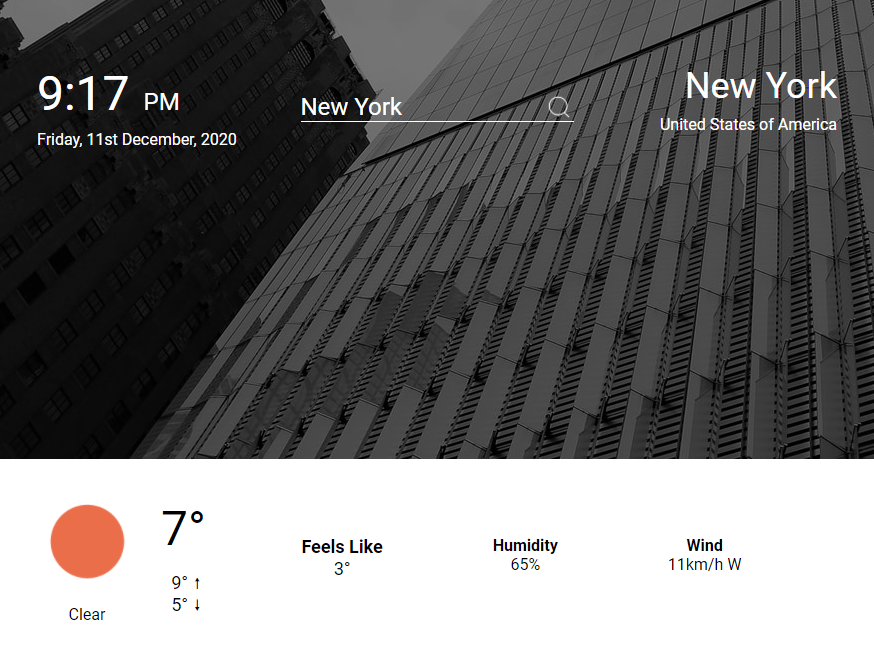 9:17 PM
Friday, 11st December, 2020
New York
New York
United States of America
7°
9° ↑
5° ↓
Clear
Feels Like
3°
Humidity
65%
Wind
11km/h W